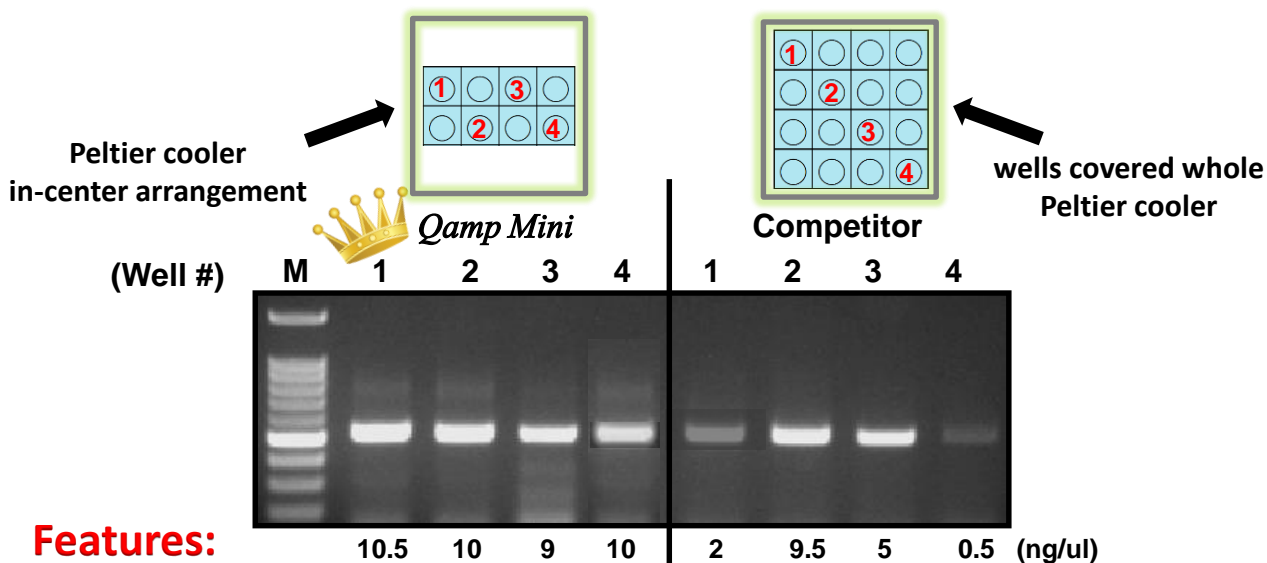 1 3
2 4
1
2
3
4
Peltier cooler
in-center arrangement
wells covered whole
Peltier cooler
Qamp Mini
Competitor
(Well #) M 1 2 3 4 1 2 3 4
Features:
10.5 10 9 10 2 9.5 5 0.5 (ng/ul)